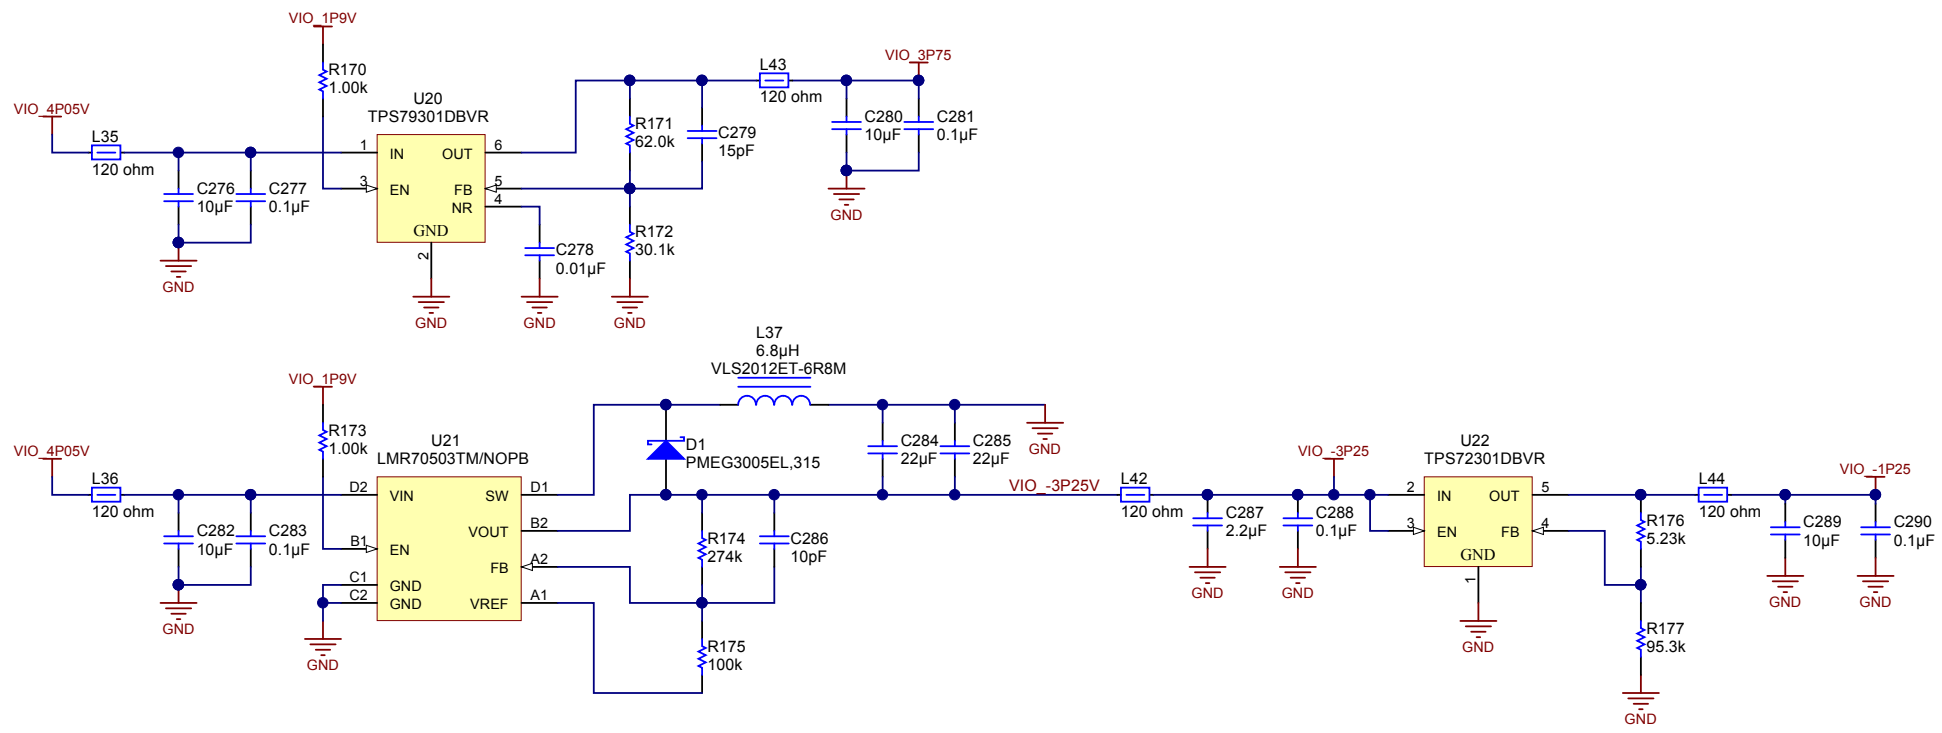 VIO_1P9V
R170
1.00k
VIO_4P05V
L35
120 ohm
C276
10µF
C277
0.1µF
GND
U20
TPS79301DBVR
1
IN
OUT
6
3
EN
FB
5
NR
4
GND
2
GND
C278
0.01µF
GND
R171
62.0k
C279
15pF
R172
30.1k
GND
L43
120 ohm
VIO_3P75
C280
10µF
C281
0.1µF
GND
VIO_1P9V
R173
1.00k
VIO_4P05V
L36
120 ohm
C282
10µF
C283
0.1µF
GND
U21
LMR70503TM/NOPB
D2
VIN
SW
D1
VOUT
B2
B1
EN
FB
A2
C1
GND
C2
GND
VREF
A1
GND
L37
6.8µH
VLS2012ET-6R8M
D1
PMEG3005EL,315
C284
22µF
C285
22µF
GND
R174
274k
C286
10pF
R175
100k
VIO_-3P25V
L42
120 ohm
C287
2.2µF
GND
C288
0.1µF
GND
VIO_-3P25
U22
TPS72301DBVR
2
IN
OUT
5
3
EN
FB
4
GND
1
GND
R176
5.23k
R177
95.3k
GND
L44
120 ohm
VIO_-1P25
C289
10µF
GND
C290
0.1µF
GND